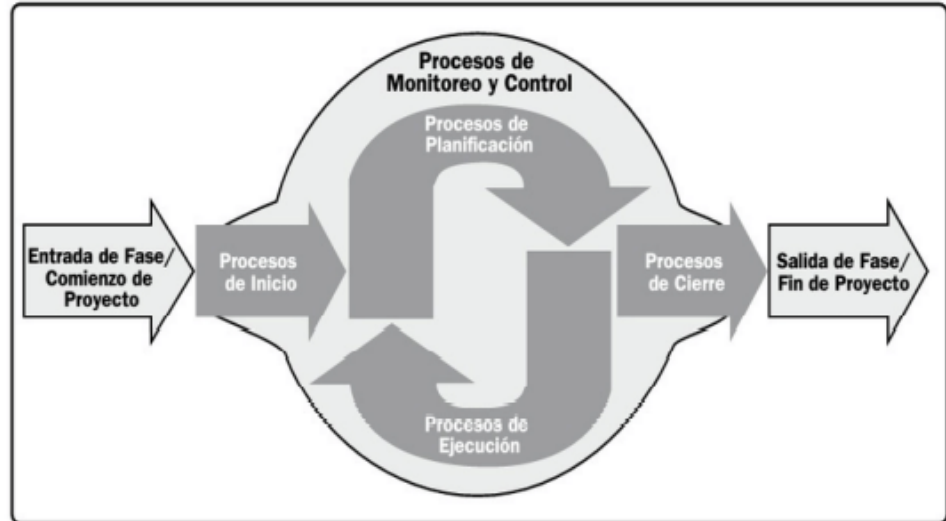 Procesos de
Monitoreo y Control
Procesos de
Planificación
Entrada de Fase/
Comienzo de
Proyecto
Procesos
de Inicio
Procesos
de Cierre
Salida de Fase/
Fin de Proyecto
Procesos de
Ejecución